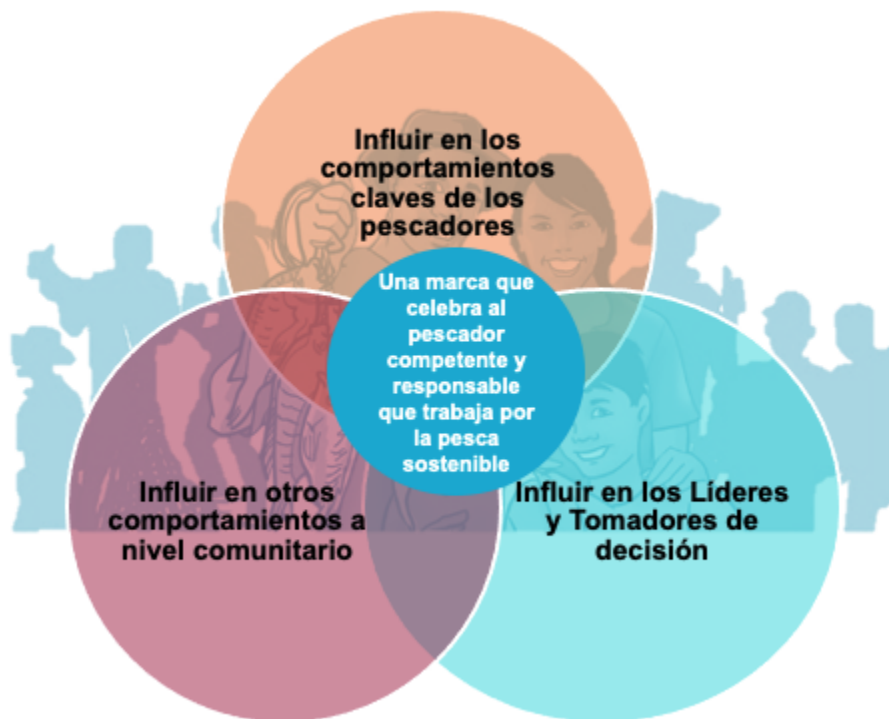 Influir en los
comportamientos
claves de los
pescadores
Una marca que
celebra al
pescador
competente y
responsable
que trabaja por
la pesca
sostenible
Influir en otros
comportamientos a
nivel comunitario
Influir en los Líderes
y Tomadores de
decisión